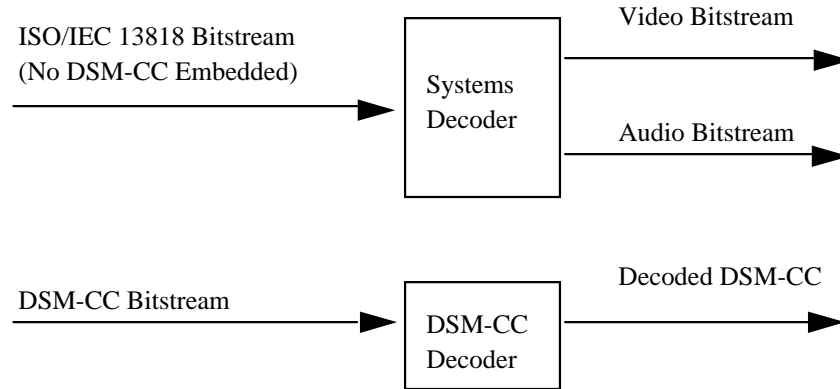 ISO/IEC 13818 Bitstream
(No DSM-CC Embedded)
Systems
Decoder
Video Bitstream
Audio Bitstream
DSM-CC Bitstream
DSM-CC
Decoder
Decoded DSM-CC